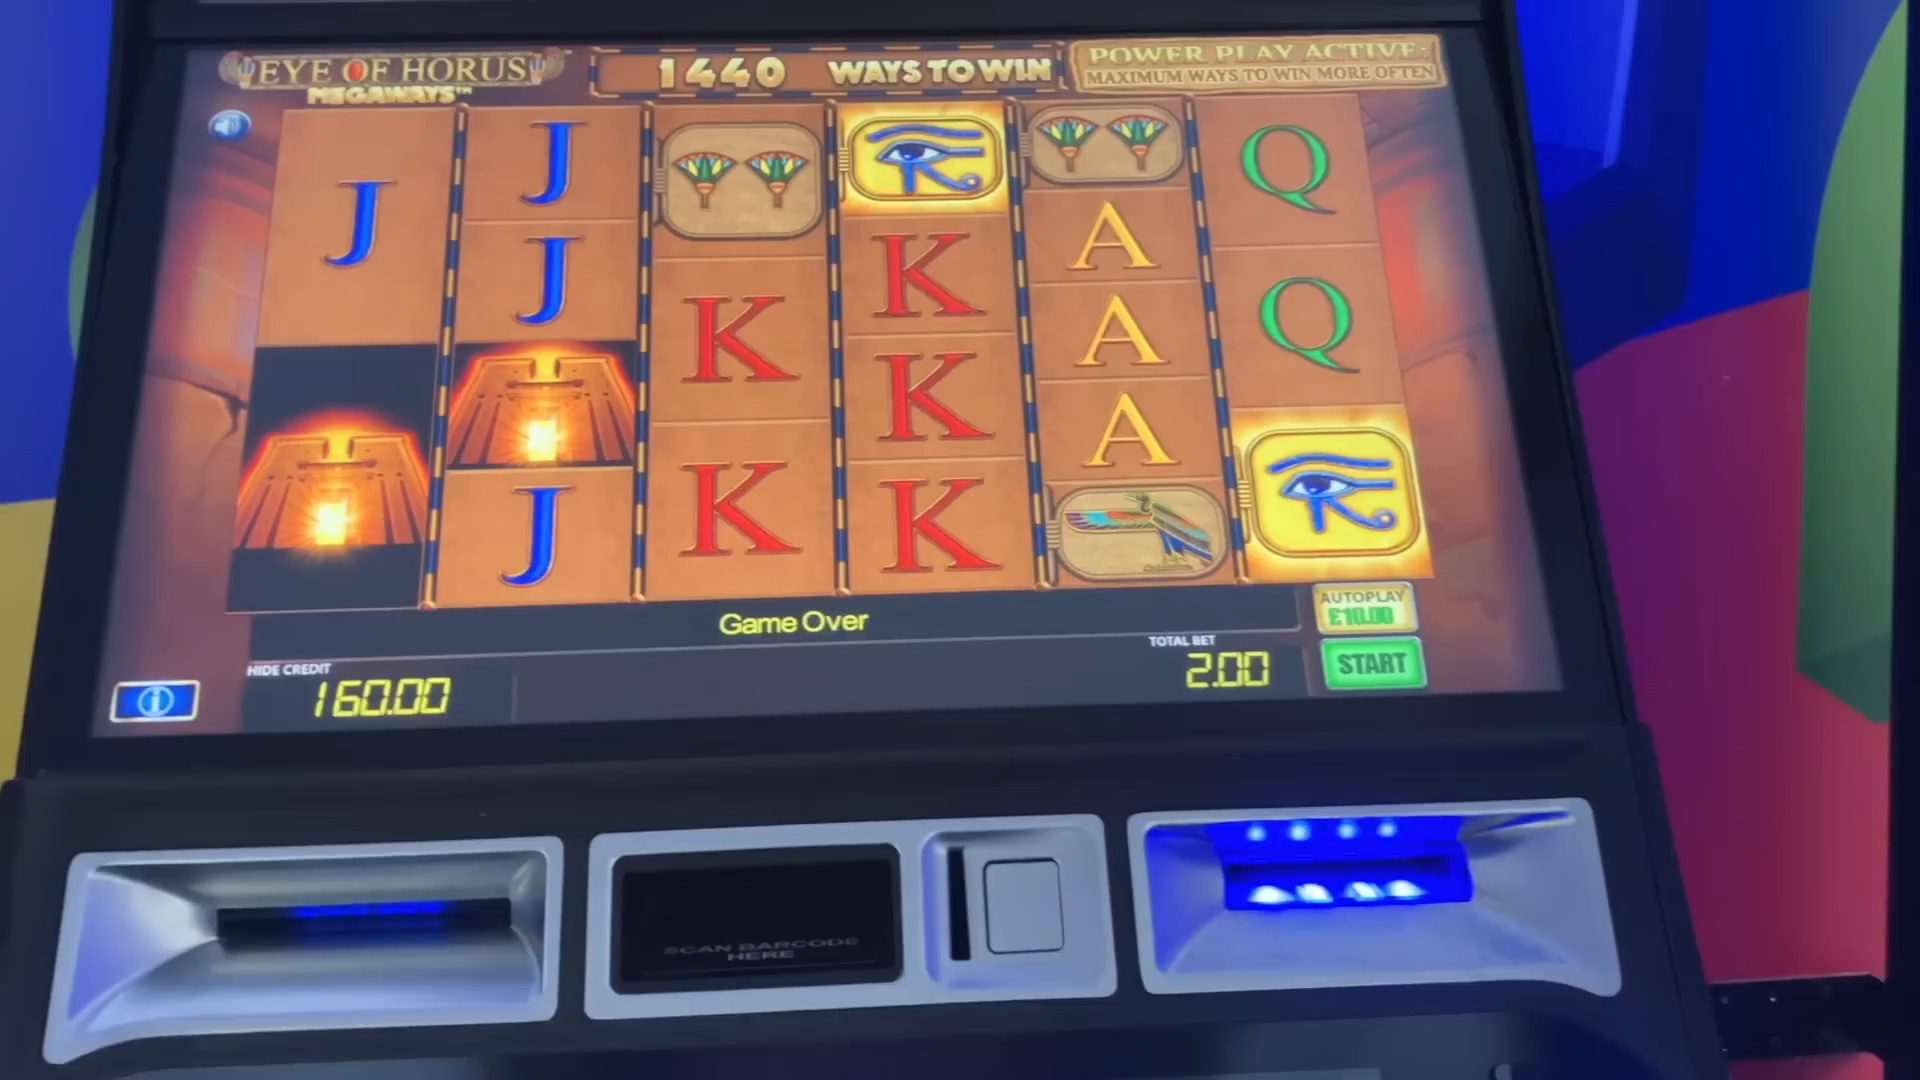 EYE OF HORUS
MEGAWAYS™
1440 WAYS TO WIN
POWER PLAY ACTIVE:
MAXIMUM WAYS TO WIN MORE OFTEN
J
J
J
J
K
K
K
K
K
A
A
A
Q
Q
Game Over
AUTOPLAY
£10.00
HIDE CREDIT
160.00
TOTAL BET
2.00
START
i
SCAN BARCODE
HERE